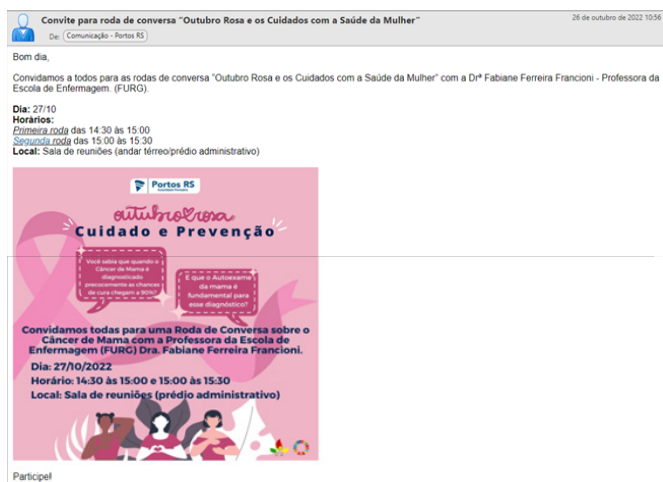 Convite para roda de conversa "Outubro Rosa e os Cuidados com a Saúde da Mulher"
26 de outubro de 2022 10:56
De: Comunicação - Portos RS
Bom dia,
Convidamos a todos para as rodas de conversa "Outubro Rosa e os Cuidados com a Saúde da Mulher" com a Drª Fabiane Ferreira Francioni - Professora da
Escola de Enfermagem. (FURG).
Dia: 27/10
Horários:
Primeira roda das 14:30 às 15:00
Segunda roda das 15:00 às 15:30
Local: Sala de reuniões (andar térreo/prédio administrativo)
Portos RS
outubro rosa
Cuidado e Prevenção
Você sabia que quando o
Câncer de Mama é
diagnosticado
precocemente as chances
de cura chegam a 90%?
E que o Autoexame
da mama é
fundamental para
esse diagnóstico?
Convidamos todas para uma Roda de Conversa sobre o
Câncer de Mama com a Professora da Escola de
Enfermagem (FURG) Dra. Fabiane Ferreira Francioni.
Dia: 27/10/2022
Horário: 14:30 às 15:00 e 15:00 às 15:30
Local: Sala de reuniões (prédio administrativo)
Participe!